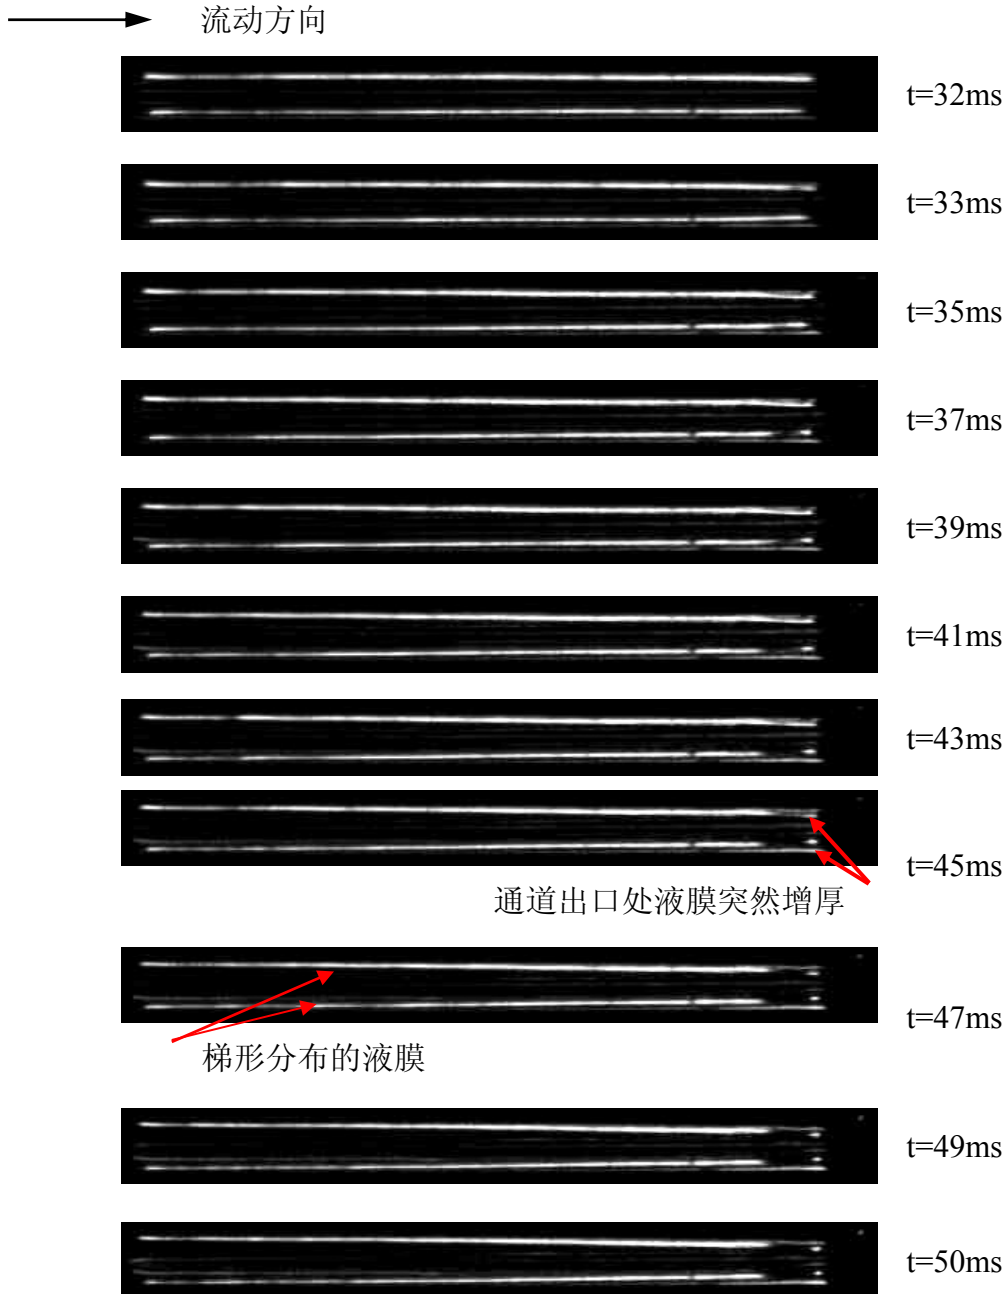 流动方向
t=32ms
t=33ms
t=35ms
t=37ms
t=39ms
t=41ms
t=43ms
t=45ms
通道出口处液膜突然增厚
t=47ms
梯形分布的液膜
t=49ms
t=50ms